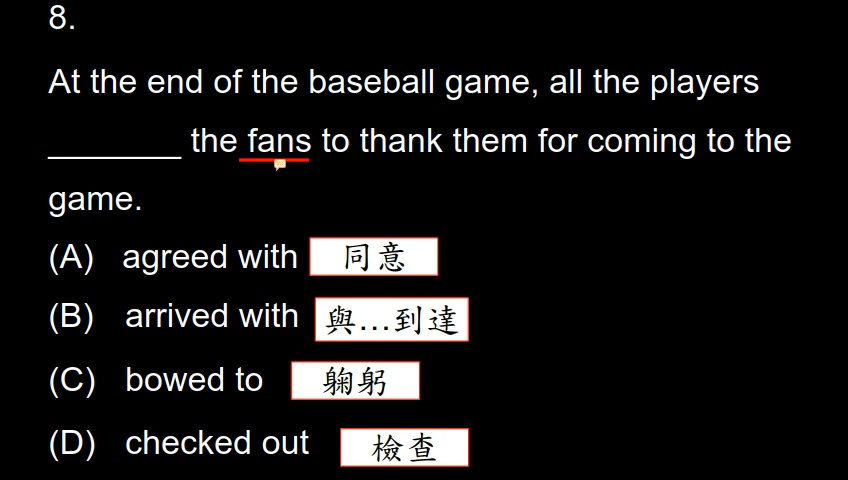 8.
At the end of the baseball game, all the players
________ the fans to thank them for coming to the
game.
(A) agreed with 同意
(B) arrived with 與…到達
(C) bowed to 鞠躬
(D) checked out 檢查